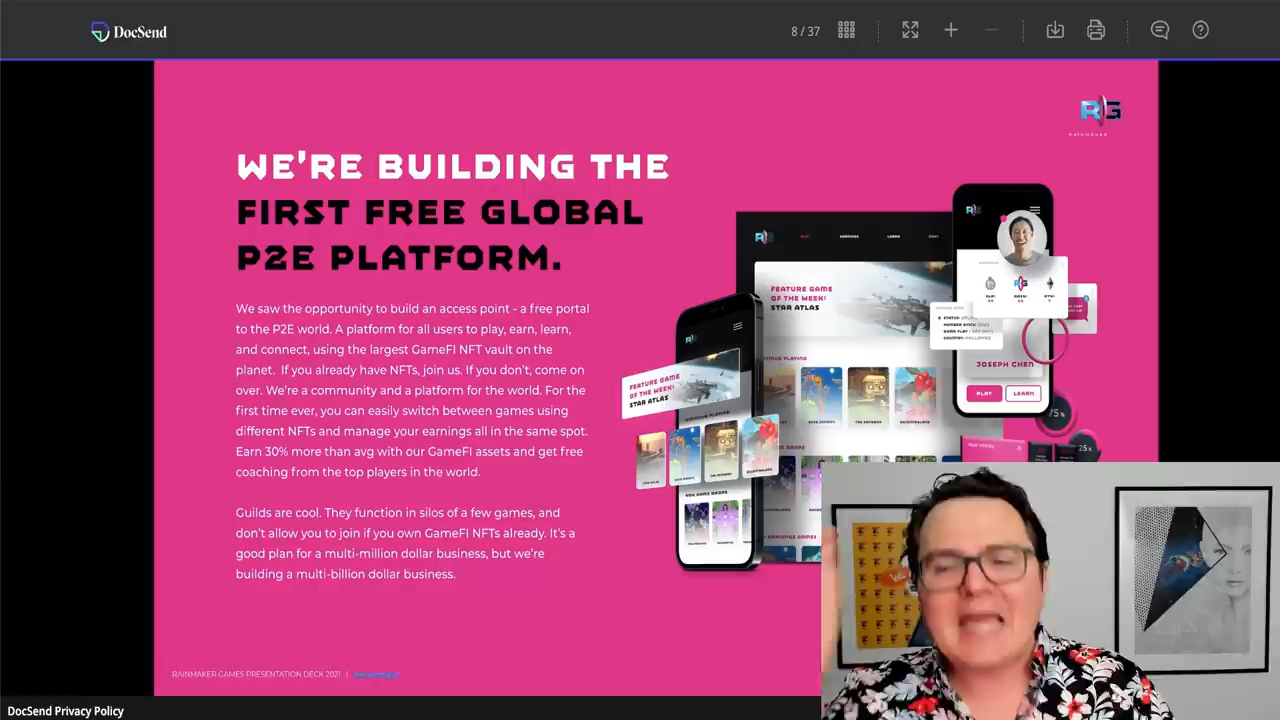 DocSend
8 / 37
RG
RAINMAKER
WE'RE BUILDING THE
FIRST FREE GLOBAL
P2E PLATFORM.
We saw the opportunity to build an access point - a free portal
to the P2E world. A platform for all users to play, earn, learn,
and connect, using the largest GameFI NFT vault on the
planet. If you already have NFTs, join us. If you don't, come on
over. We're a community and a platform for the world. For the
first time ever, you can easily switch between games using
different NFTs and manage your earnings all in the same spot.
Earn 30% more than avg with our GameFI assets and get free
coaching from the top players in the world.
Guilds are cool. They function in silos of a few games, and
don't allow you to join if you own GameFI NFTs already. It's a
good plan for a multi-million dollar business, but we're
building a multi-billion dollar business.
PLAY
EARNINGS
LEARN
CHAT
FEATURE GAME
OF THE WEEK:
STAR ATLAS
FEATURE GAME
OF THE WEEK:
STAR ATLAS
JOSEPH CHEN
PLAY
LEARN
75%
25%
RAINMAKER GAMES PRESENTATION DECK 2021 |
DocSend Privacy Policy